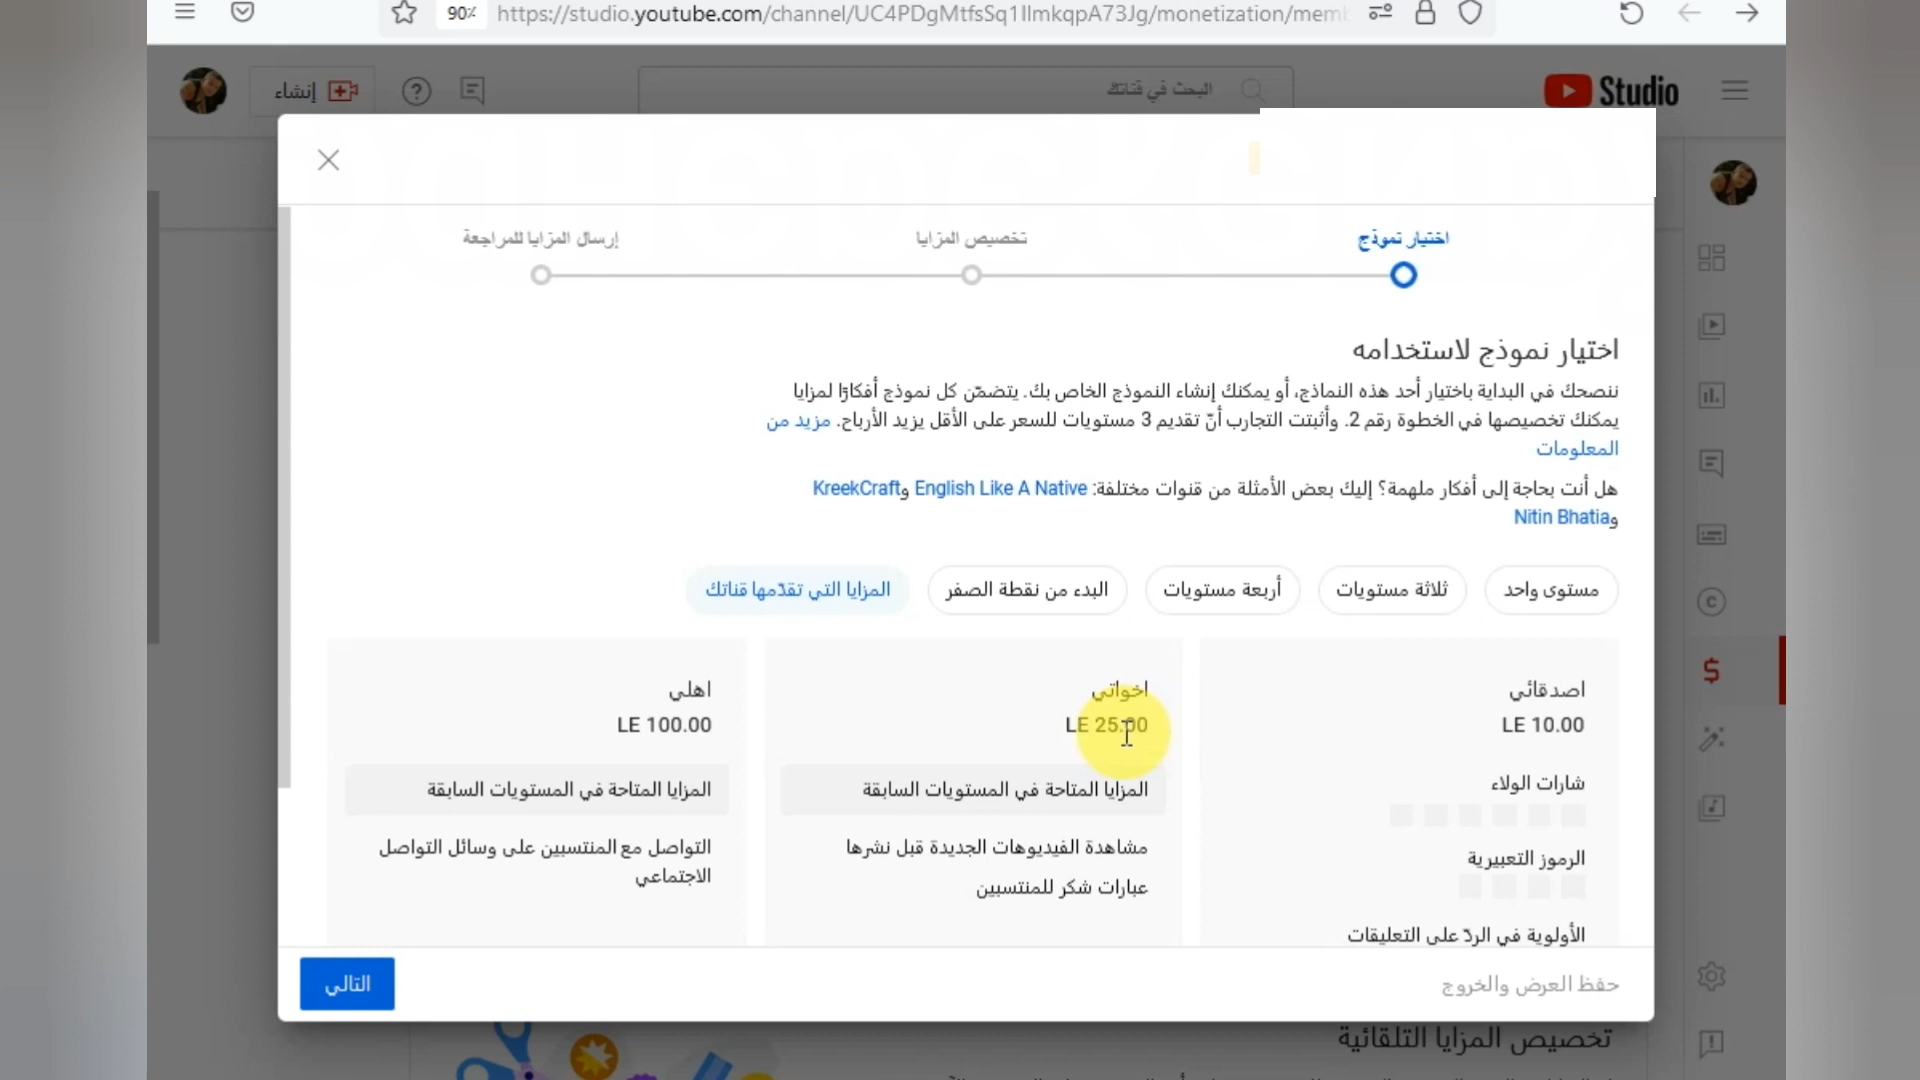 90٪
https://studio.youtube.com/channel/UC4PDgMtfsSq1IlmkqpA73Jg/monetization/memb
Studio
البحث في قناتك
إنشاء
اختيار نموذج
تخصيص المزايا
إرسال المزايا للمراجعة
اختيار نموذج لاستخدامه
ننصحك في البداية باختيار أحد هذه النماذج، أو يمكنك إنشاء النموذج الخاص بك. يتضمّن كل نموذج أفكارًا لمزايا
يمكنك تخصيصها في الخطوة رقم 2. وأثبتت التجارب أنّ تقديم 3 مستويات للسعر على الأقل يزيد الأرباح. مزيد من
المعلومات
هل أنت بحاجة إلى أفكار ملهمة؟ إليك بعض الأمثلة من قنوات مختلفة: English Like A Native وKreekCraft
وNitin Bhatia
مستوى واحد
ثلاثة مستويات
أربعة مستويات
البدء من نقطة الصفر
المزايا التي تقدّمها قناتك
اصدقائي
LE 10.00
شارات الولاء
الرموز التعبيرية
الأولوية في الردّ على التعليقات
اخواتي
LE 25.00
المزايا المتاحة في المستويات السابقة
مشاهدة الفيديوهات الجديدة قبل نشرها
عبارات شكر للمنتسبين
اهلي
LE 100.00
المزايا المتاحة في المستويات السابقة
التواصل مع المنتسبين على وسائل التواصل
الاجتماعي
حفظ العرض والخروج
التالي
تخصيص المزايا التلقائية